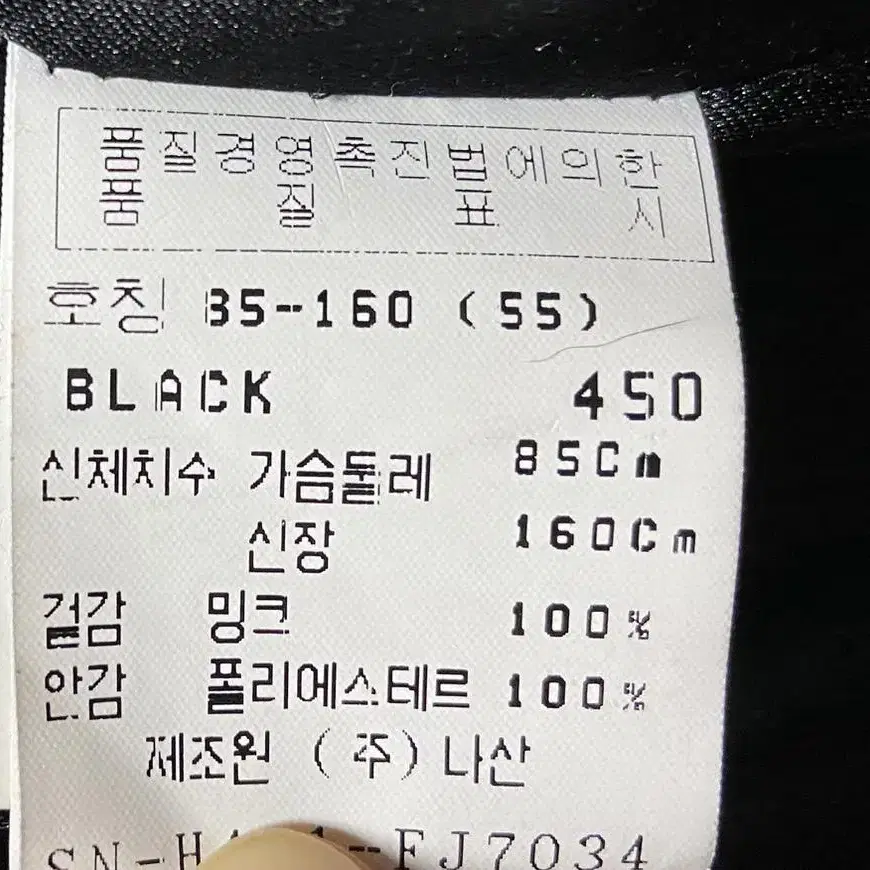 품질경영촉진법에의한
품 질 표 시
호칭 85-160 (55)
BLACK 450
신체치수 가슴둘레 85Cm
신장 160Cm
겉감 밍크 100%
안감 폴리에스테르 100%
제조원 (주) 나산